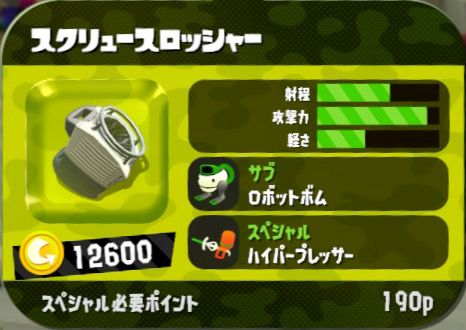 スクリュースロッシャー
射程
攻撃力
軽さ
サブ
ロボットボム
スペシャル
ハイパープレッサー
12600
スペシャル必要ポイント
190p